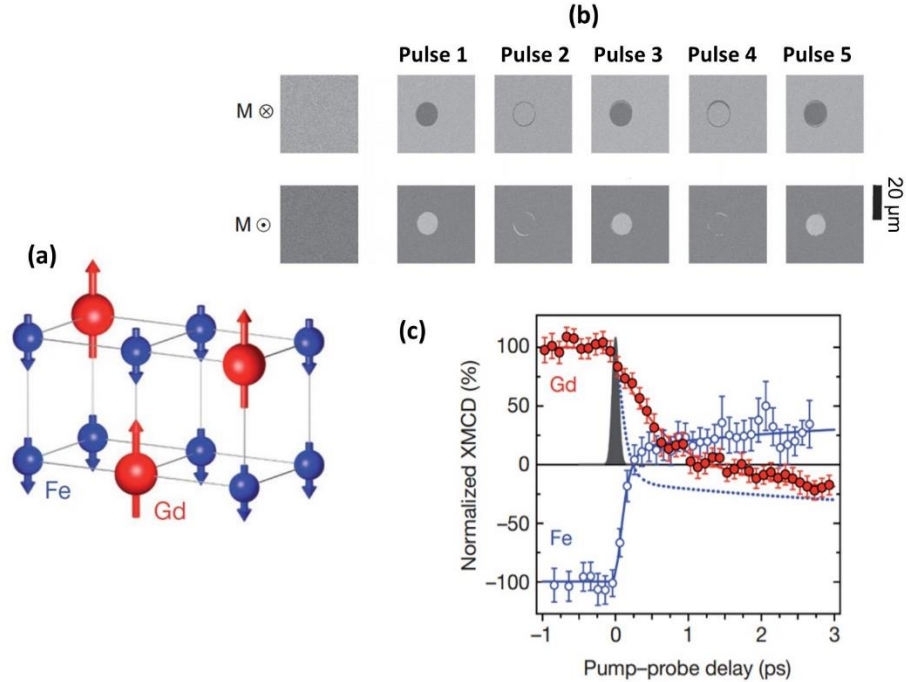 (b)
Pulse 1 Pulse 2 Pulse 3 Pulse 4 Pulse 5
M ⊗
M ⊙
20 μm
(a)
Fe
Gd
(c)
Normalized XMCD (%)
100
50
0
−50
−100
Gd
Fe
-1 0 1 2 3
Pump–probe delay (ps)